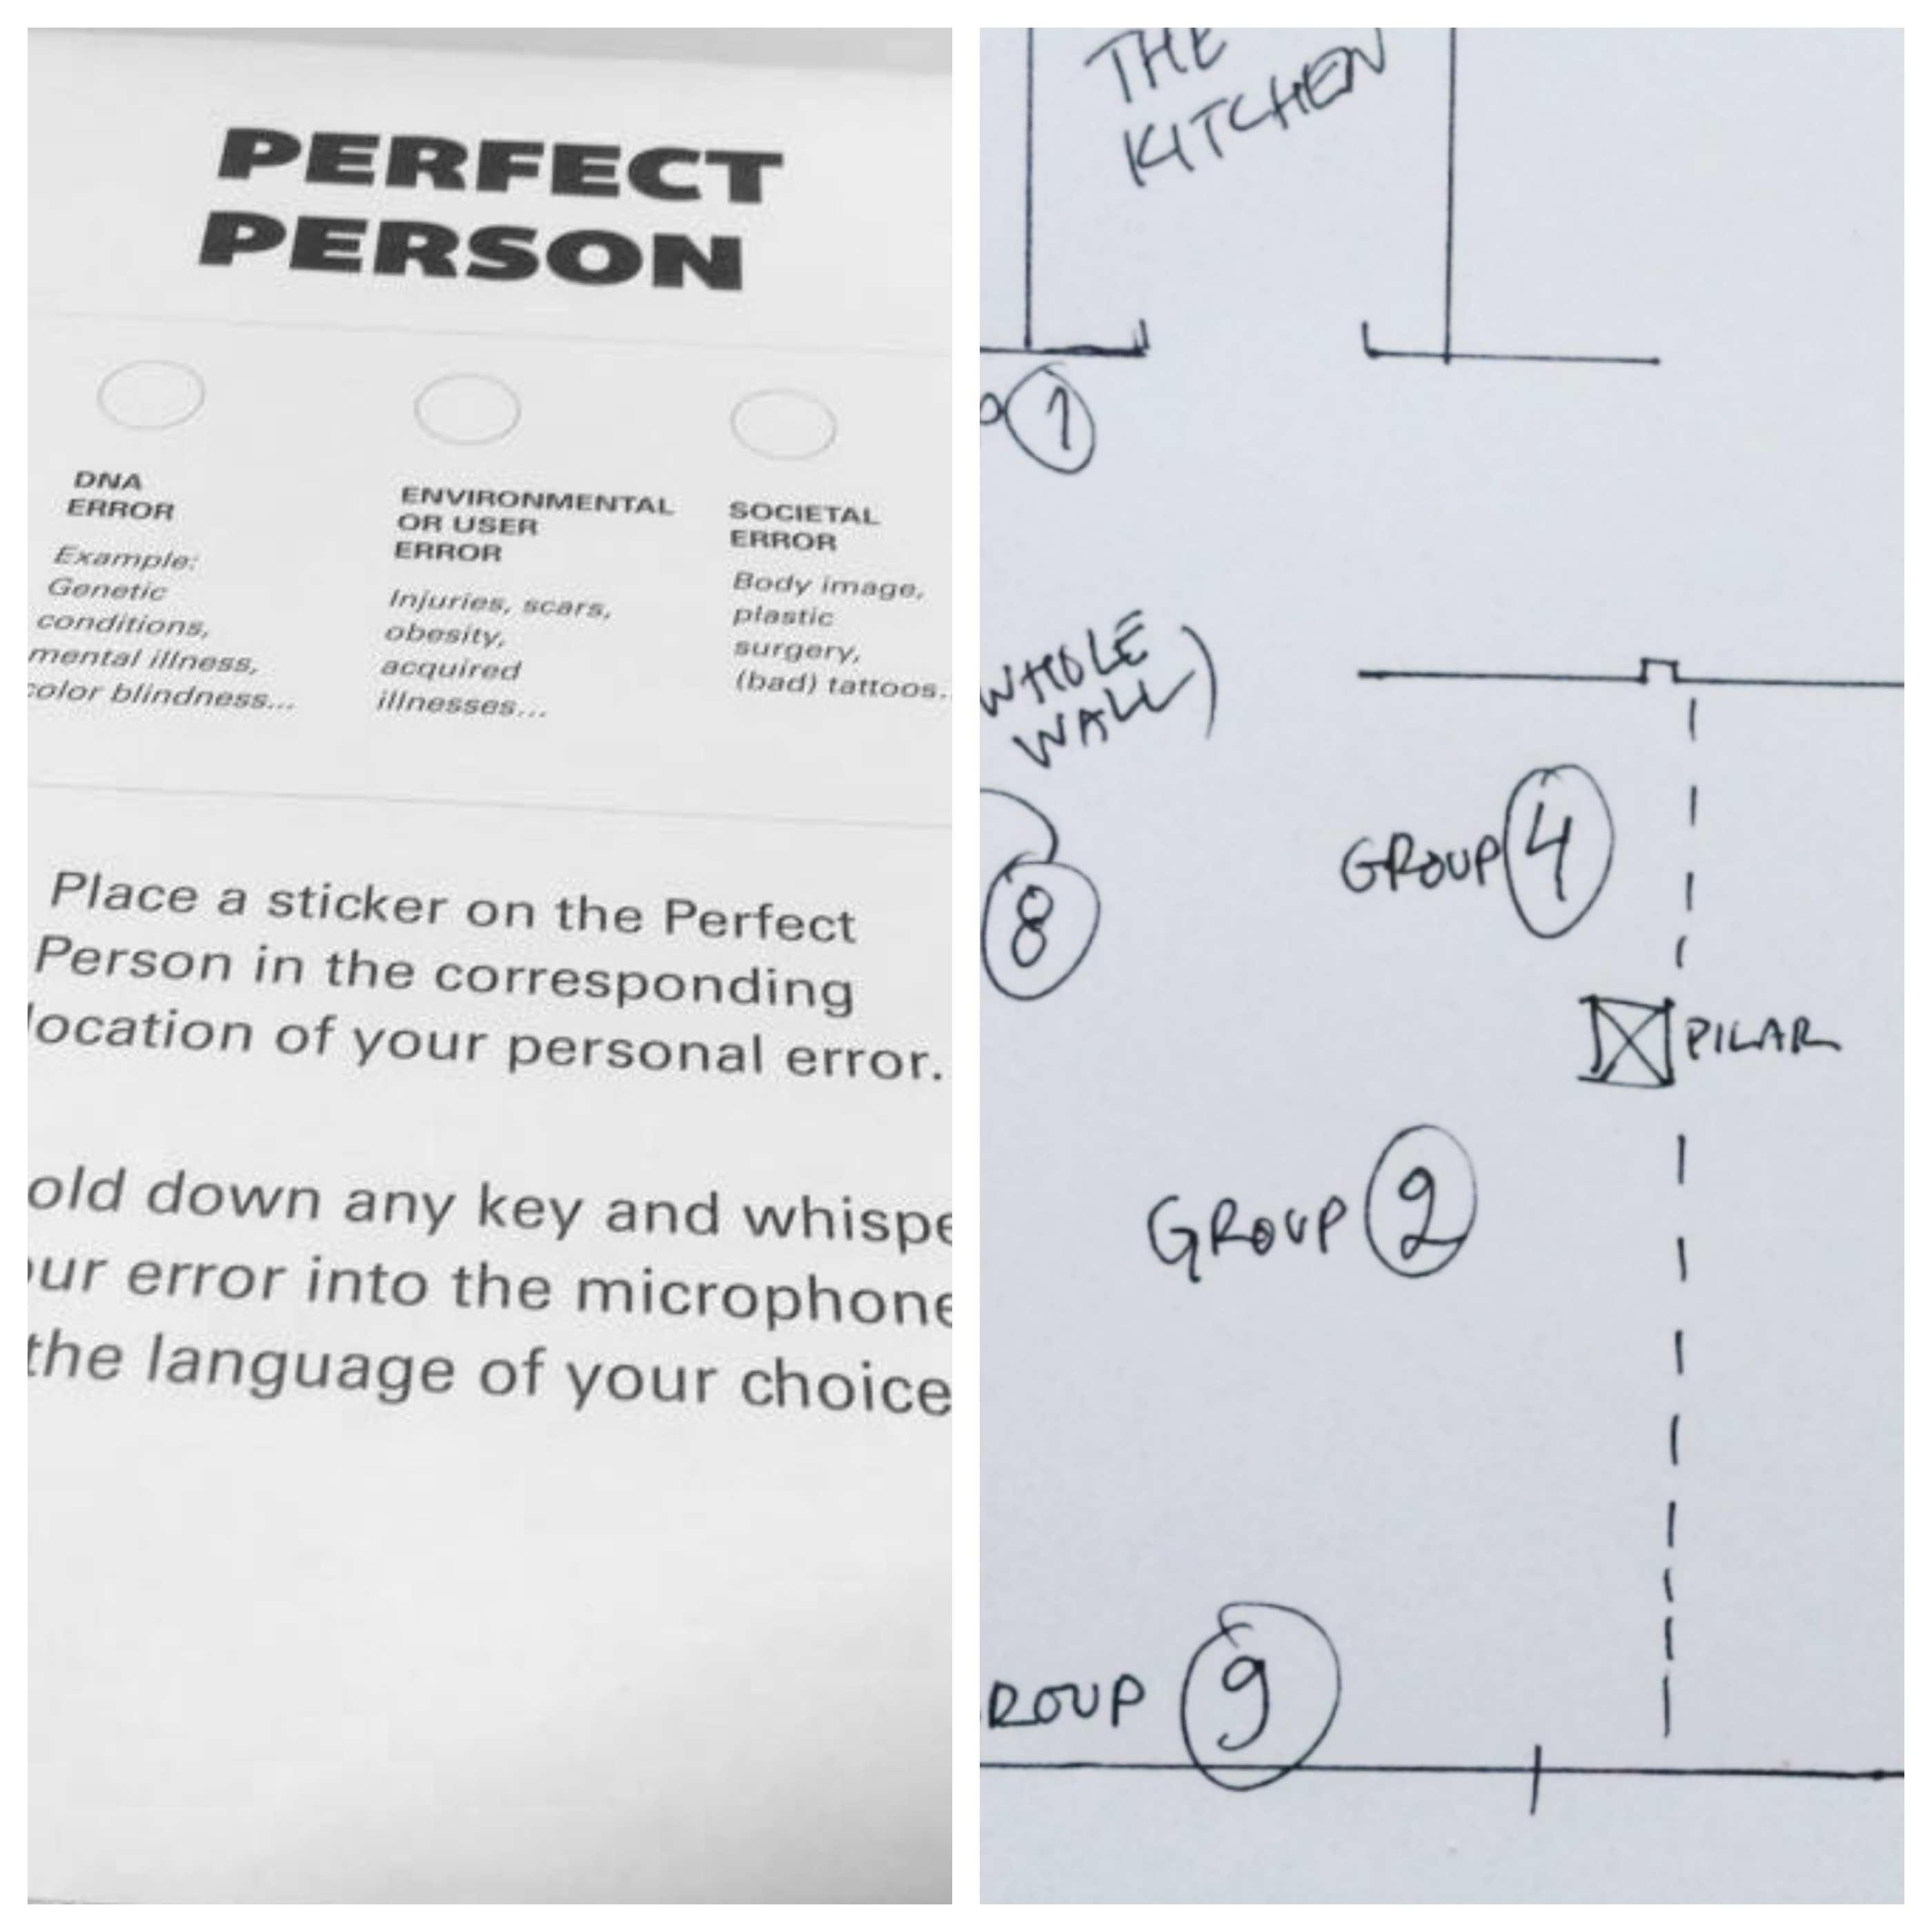 PERFECT
PERSON
DNA
ERROR
Example:
Genetic
conditions,
mental illness,
color blindness...
ENVIRONMENTAL
OR USER
ERROR
Injuries, scars,
obesity,
acquired
illnesses...
SOCIETAL
ERROR
Body image,
plastic
surgery,
(bad) tattoos..
Place a sticker on the Perfect
Person in the corresponding
location of your personal error.
old down any key and whispe
ur error into the microphone
the language of your choice
THE
KITCHEN
P 1
WHOLE
WALL)
8
GROUP 4
PILAR
GROUP 2
ROUP 9